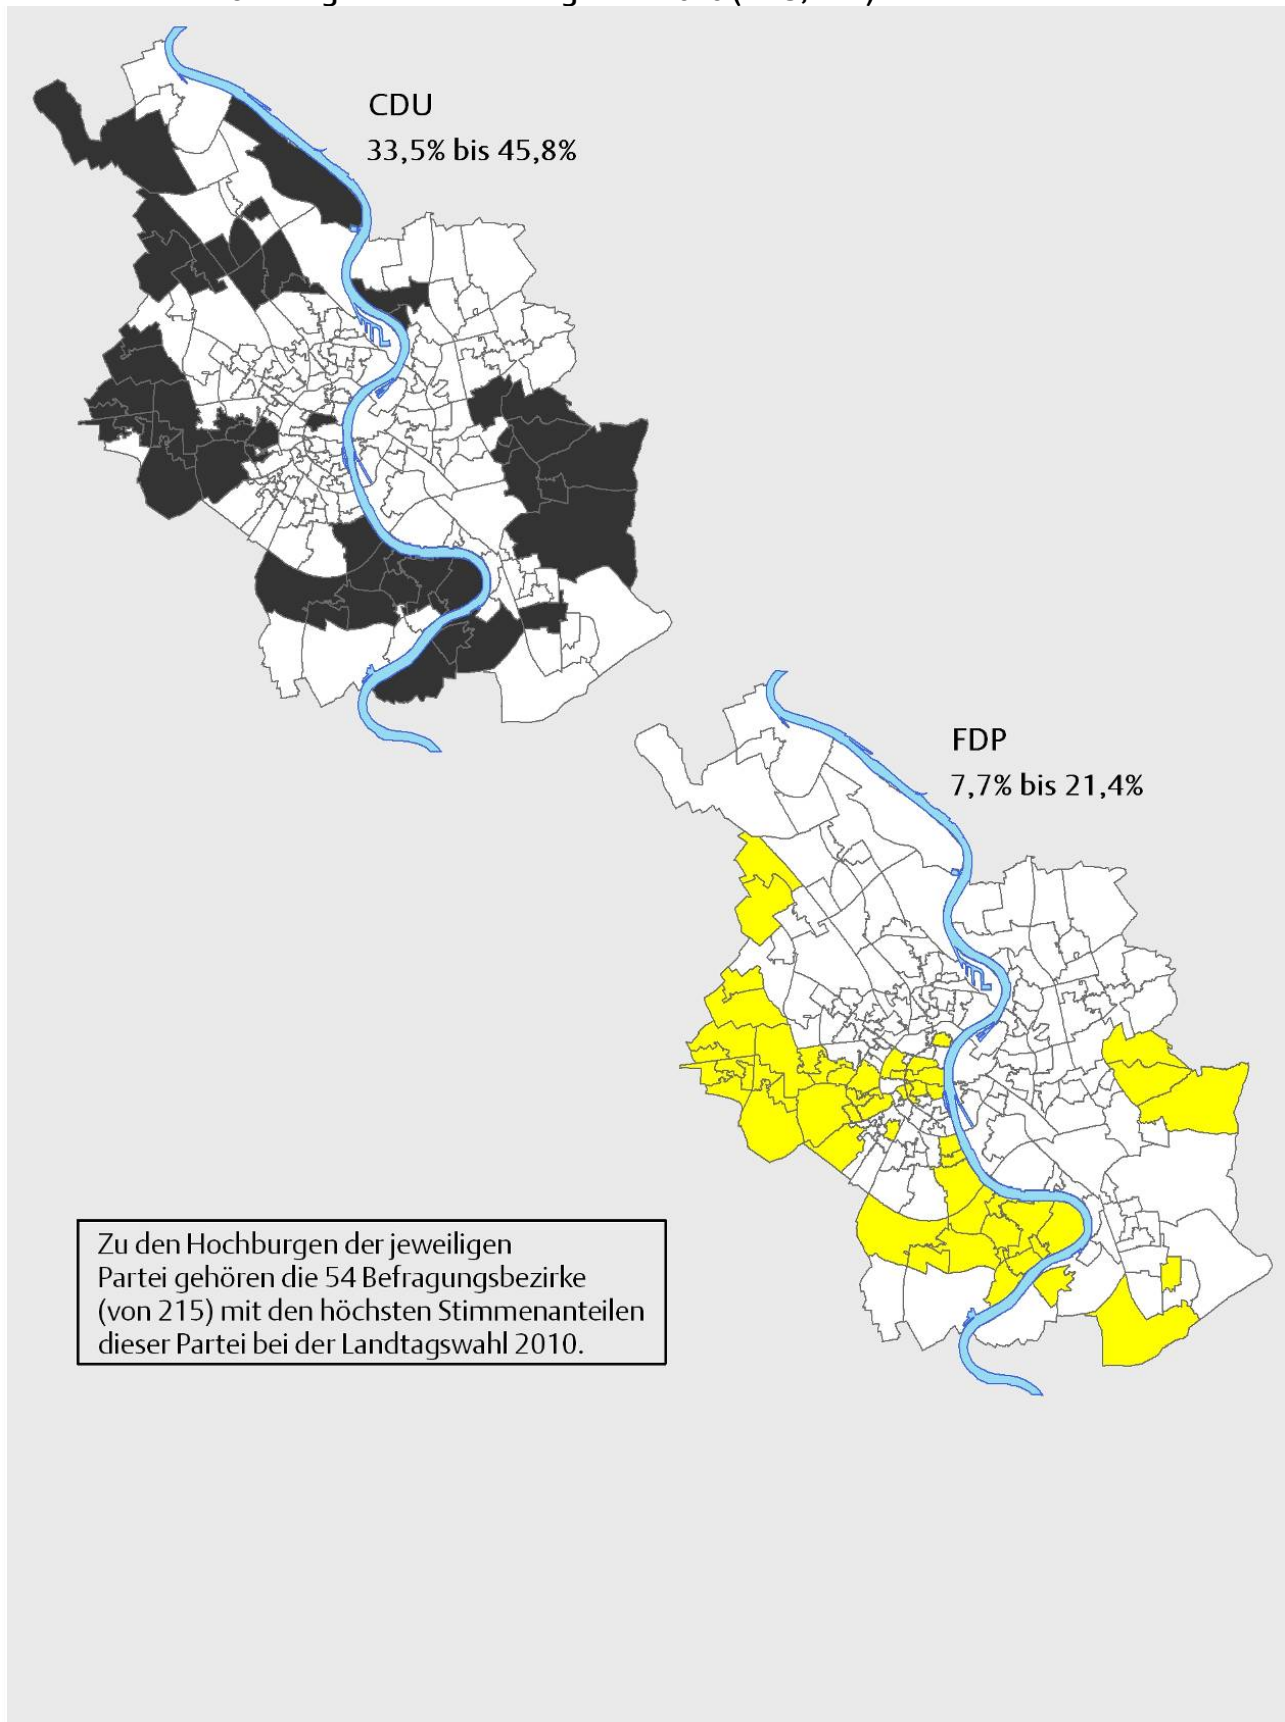 CDU
33,5% bis 45,8%
FDP
7,7% bis 21,4%
Zu den Hochburgen der jeweiligen
Partei gehören die 54 Befragungsbezirke
(von 215) mit den höchsten Stimmenanteilen
dieser Partei bei der Landtagswahl 2010.